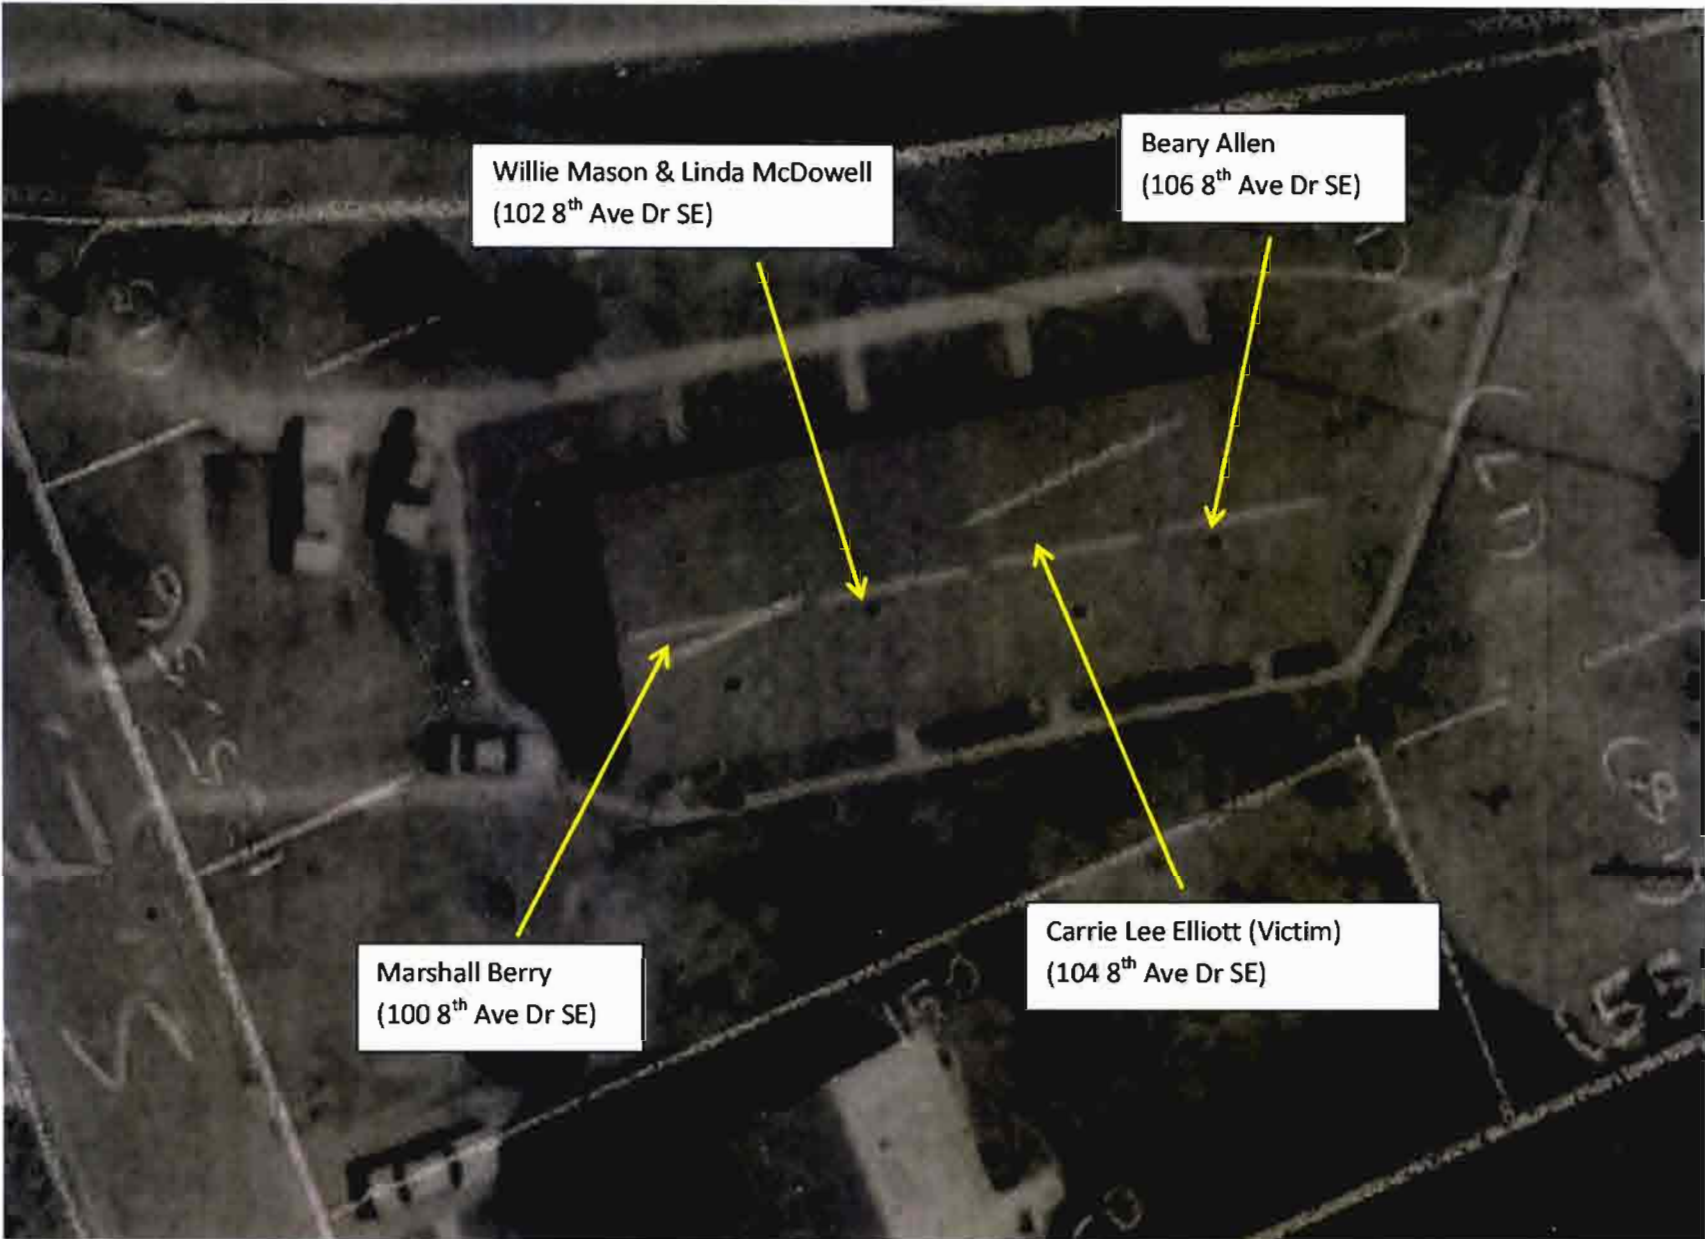 Willie Mason & Linda McDowell
(102 8th Ave Dr SE)
Beary Allen
(106 8th Ave Dr SE)
Marshall Berry
(100 8th Ave Dr SE)
Carrie Lee Elliott (Victim)
(104 8th Ave Dr SE)